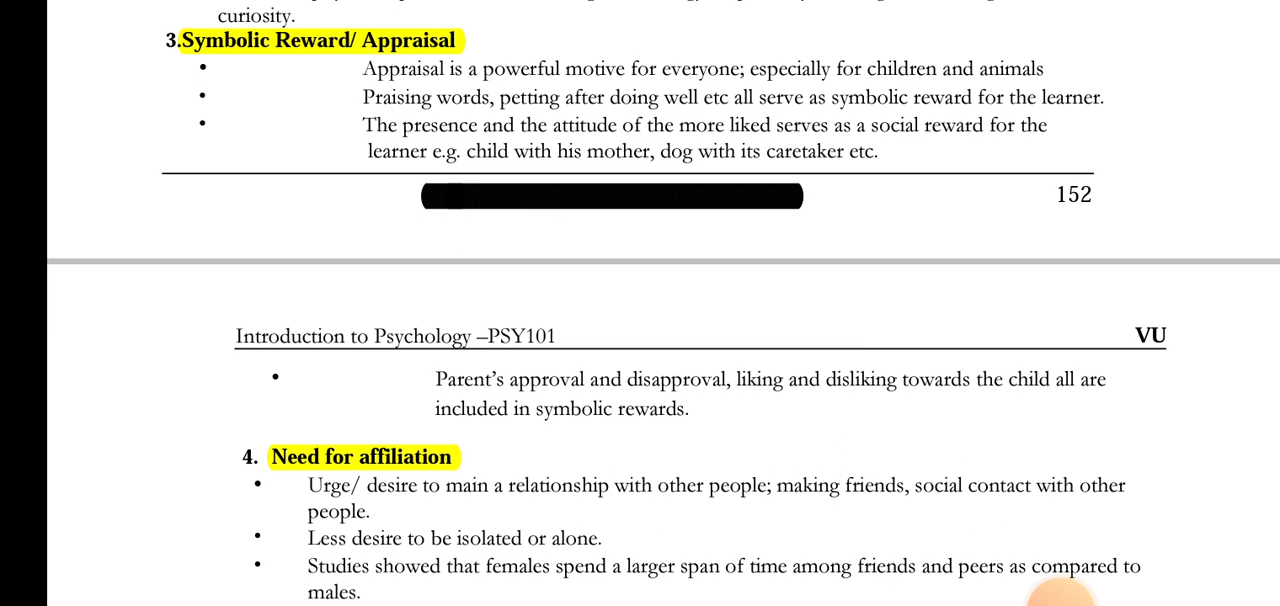 curiosity.
3.Symbolic Reward/ Appraisal
• Appraisal is a powerful motive for everyone; especially for children and animals
• Praising words, petting after doing well etc all serve as symbolic reward for the learner.
• The presence and the attitude of the more liked serves as a social reward for the
learner e.g. child with his mother, dog with its caretaker etc.
152
Introduction to Psychology –PSY101 VU
• Parent’s approval and disapproval, liking and disliking towards the child all are
included in symbolic rewards.
4. Need for affiliation
• Urge/ desire to main a relationship with other people; making friends, social contact with other
people.
• Less desire to be isolated or alone.
• Studies showed that females spend a larger span of time among friends and peers as compared to
males.